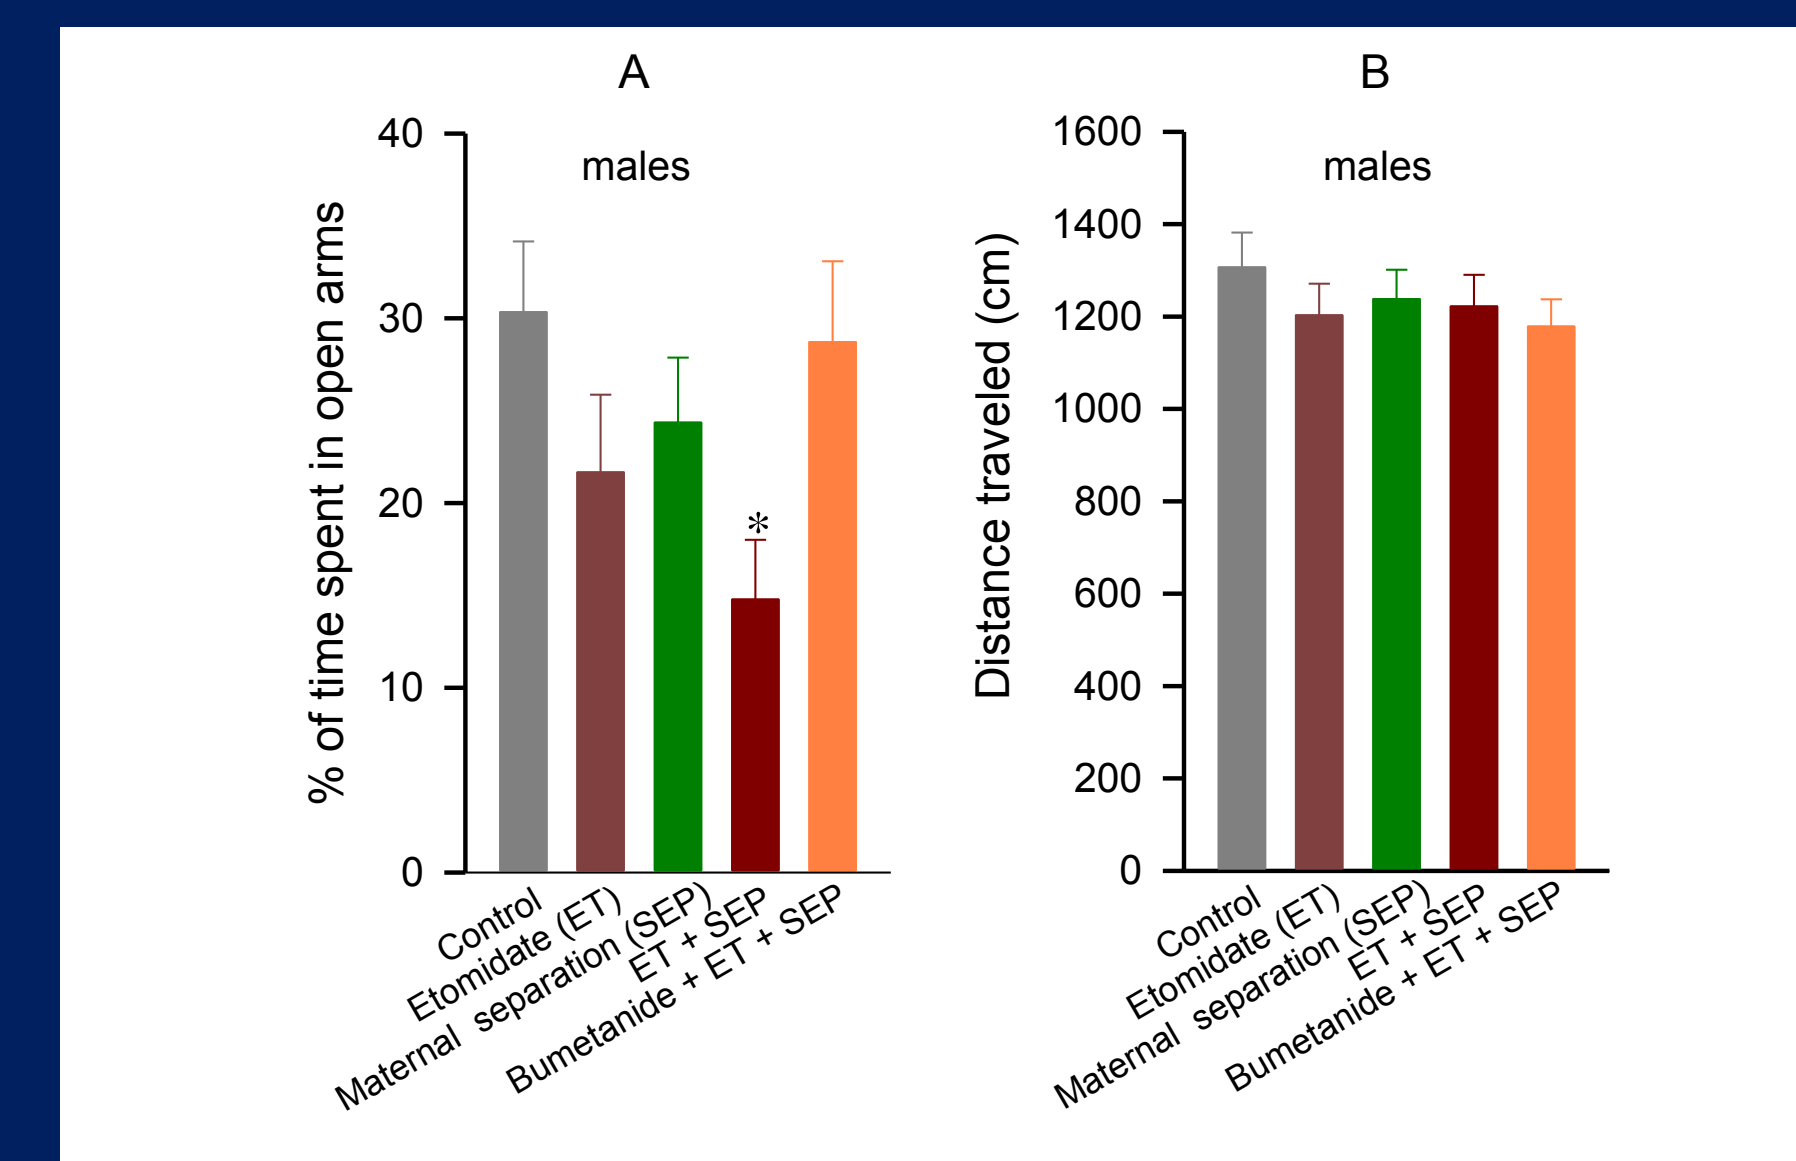 A
40
30
20
10
0
% of time spent in open arms
males
*
Control
Etomidate (ET)
Maternal  separation (SEP)
ET + SEP
Bumetanide + ET + SEP
B
1600
1400
1200
1000
800
600
400
200
0
Distance traveled (cm)
males
Control
Etomidate (ET)
Maternal  separation (SEP)
ET + SEP
Bumetanide + ET + SEP